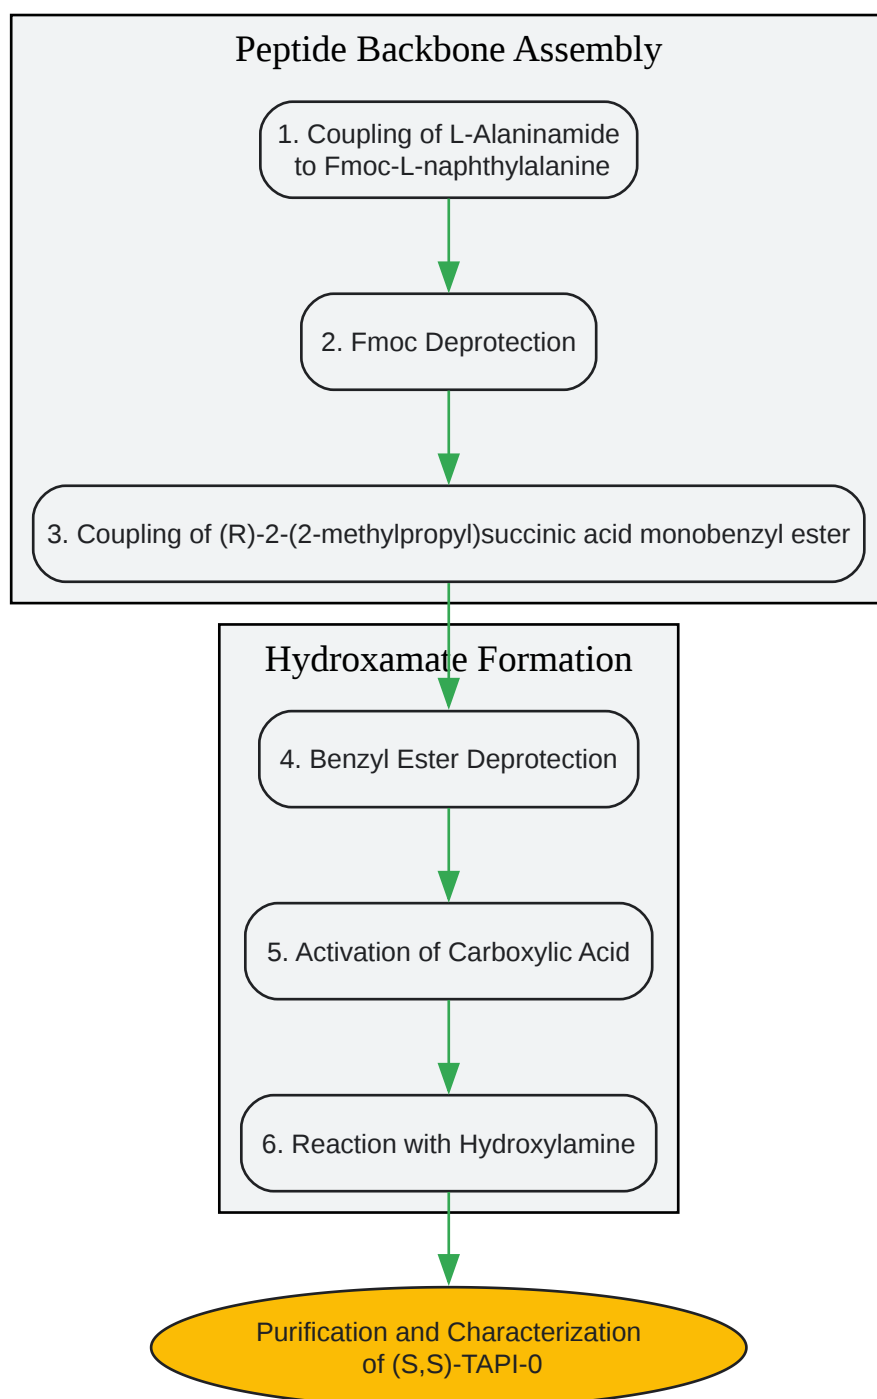 Peptide Backbone Assembly
1. Coupling of L-Alaninamide
to Fmoc-L-naphthylalanine
2. Fmoc Deprotection
3. Coupling of (R)-2-(2-methylpropyl)succinic acid monobenzyl ester
Hydroxamate Formation
4. Benzyl Ester Deprotection
5. Activation of Carboxylic Acid
6. Reaction with Hydroxylamine
Purification and Characterization
of (S,S)-TAPI-0